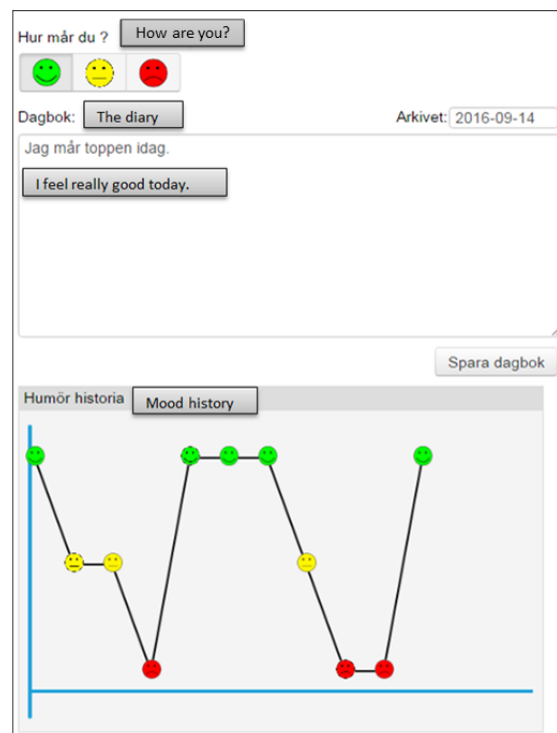 Hur mår du ? How are you?
Dagbok: The diary Arkivet: 2016-09-14
Jag mår toppen idag.
I feel really good today.
Spara dagbok
Humör historia Mood history